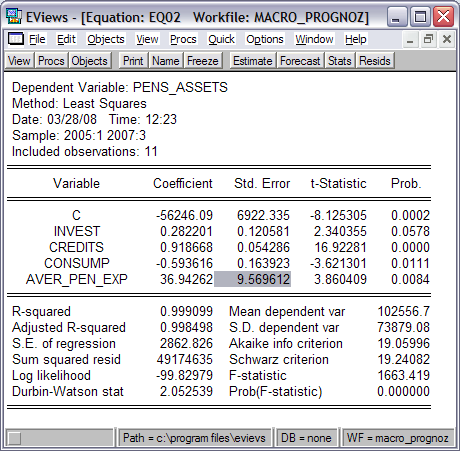 EViews - [Equation: EQ02 Workfile: MACRO_PROGNOZ]
File Edit Objects View Procs Quick Options Window Help
View Procs Objects Print Name Freeze Estimate Forecast Stats Resids
Dependent Variable: PENS_ASSETS
Method: Least Squares
Date: 03/28/08 Time: 12:23
Sample: 2005:1 2007:3
Included observations: 11
Variable Coefficient Std. Error t-Statistic Prob.
C -56246.09 6922.335 -8.125305 0.0002
INVEST 0.282201 0.120581 2.340355 0.0578
CREDITS 0.918668 0.054286 16.92281 0.0000
CONSUMP -0.593616 0.163923 -3.621301 0.0111
AVER_PEN_EXP 36.94262 9.569612 3.860409 0.0084
R-squared 0.999099 Mean dependent var 102556.7
Adjusted R-squared 0.998498 S.D. dependent var 73879.08
S.E. of regression 2862.826 Akaike info criterion 19.05996
Sum squared resid 49174635 Schwarz criterion 19.24082
Log likelihood -99.82979 F-statistic 1663.419
Durbin-Watson stat 2.052539 Prob(F-statistic) 0.000000
Path = c:\program files\evievs DB = none WF = macro_prognoz